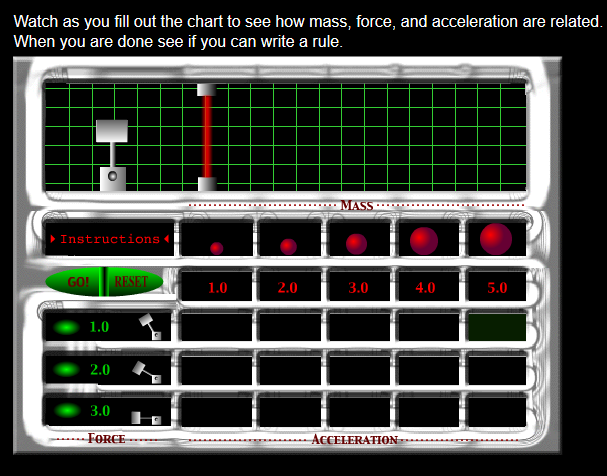 Watch as you fill out the chart to see how mass, force, and acceleration are related.
When you are done see if you can write a rule.
MASS
Instructions
GO! RESET
1.0 2.0 3.0 4.0 5.0
1.0
2.0
3.0
FORCE ACCELERATION